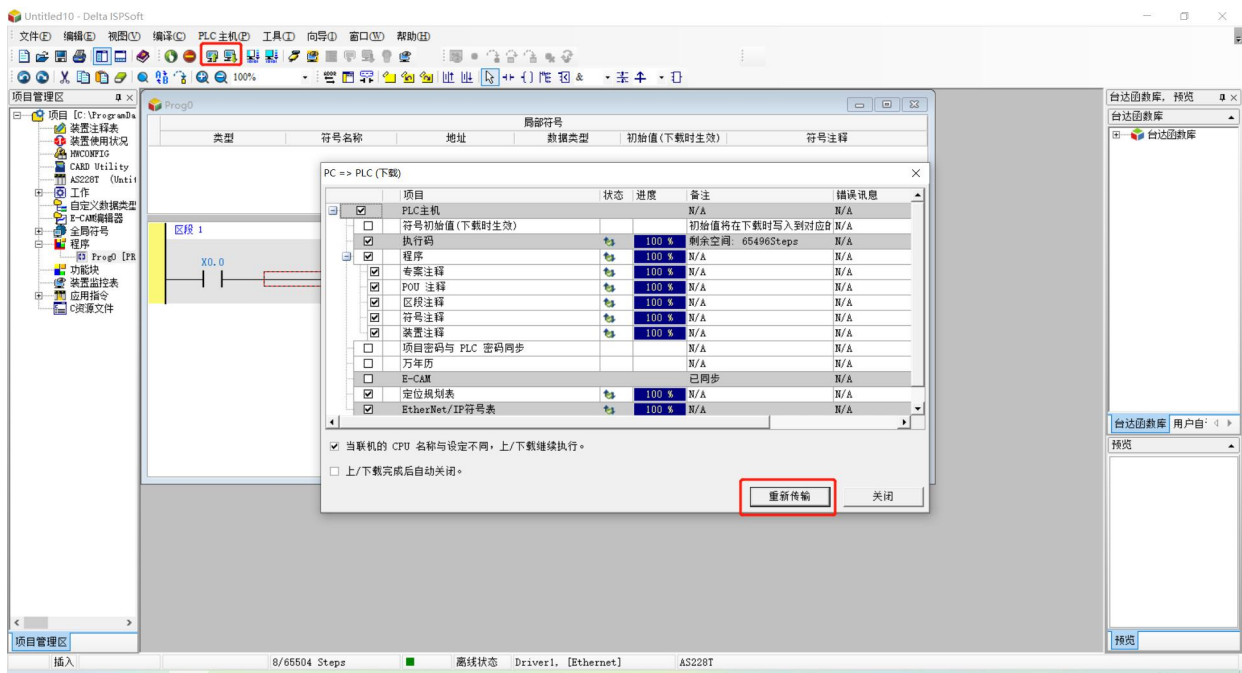 Untitled10 - Delta ISPSoft
文件(F) 编辑(E) 视图(V) 编译(C) PLC主机(P) 工具(T) 向导(I) 窗口(W) 帮助(H)
100%
项目管理区
项目 [C:\ProgramDa
装置注释表
装置使用状况
HWCONFIG
CARD Utility
AS228T (Untit
工作
自定义数据类型
E-CAM编辑器
全局符号
程序
Prog0 [PR
功能块
装置监控表
应用指令
C资源文件
项目管理区
Prog0
局部符号
类型 符号名称 地址 数据类型 初始值(下载时生效) 符号注释
区段 1
X0.0
PC => PLC (下载)
项目 状态 进度 备注 错误讯息
PLC主机 N/A N/A
符号初始值(下载时生效) 初始值将在下载时写入到对应的 N/A
执行码 100 % 剩余空间: 65496Steps N/A
程序 100 % N/A N/A
专案注释 100 % N/A N/A
POU 注释 100 % N/A N/A
区段注释 100 % N/A N/A
符号注释 100 % N/A N/A
装置注释 100 % N/A N/A
项目密码与 PLC 密码同步 N/A N/A
万年历 N/A N/A
E-CAM 已同步 N/A
定位规划表 100 % N/A N/A
EtherNet/IP符号表 100 % N/A N/A
当联机的 CPU 名称与设定不同，上/下载继续执行。
上/下载完成后自动关闭。
重新传输 关闭
台达函数库, 预览
台达函数库
台达函数库
台达函数库 用户自
预览
预览
插入 8/65504 Steps 离线状态 Driver1, [Ethernet] AS228T